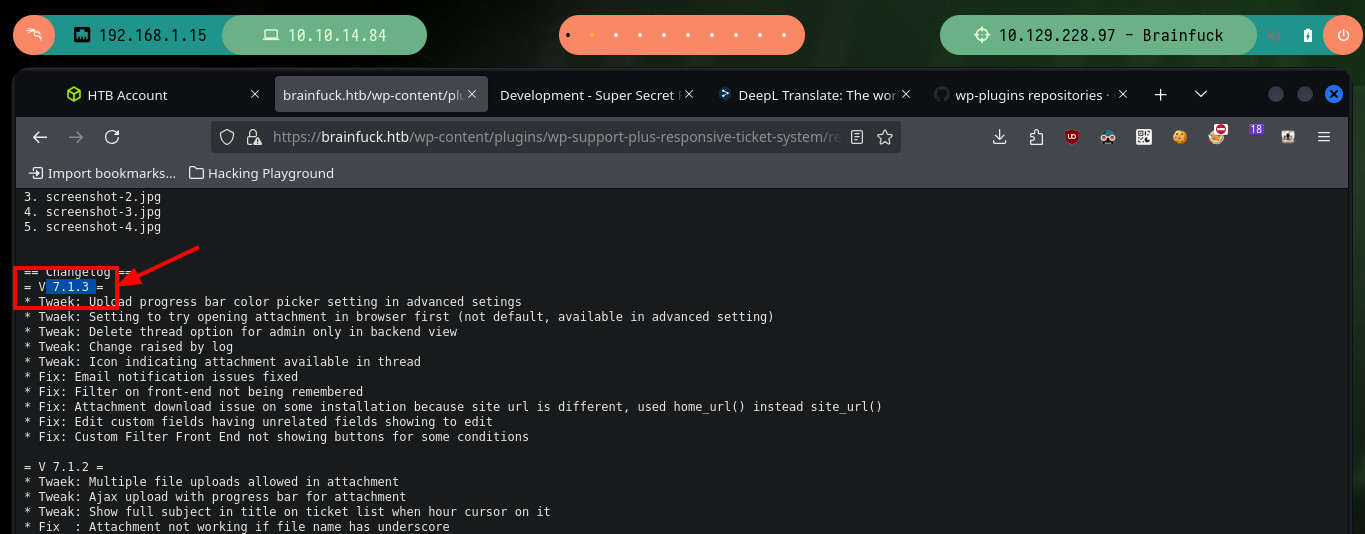 192.168.1.15
10.10.14.84
10.129.228.97 - Brainfuck
HTB Account
brainfuck.htb/wp-content/plu
Development - Super Secret F
DeepL Translate: The wor
wp-plugins repositories ·
https://brainfuck.htb/wp-content/plugins/wp-support-plus-responsive-ticket-system/re
18
Import bookmarks...
Hacking Playground
3. screenshot-2.jpg
4. screenshot-3.jpg
5. screenshot-4.jpg
== Changelog ==
= V 7.1.3 =
* Twaek: Upload progress bar color picker setting in advanced setings
* Twaek: Setting to try opening attachment in browser first (not default, available in advanced setting)
* Tweak: Delete thread option for admin only in backend view
* Tweak: Change raised by log
* Tweak: Icon indicating attachment available in thread
* Fix: Email notification issues fixed
* Fix: Filter on front-end not being remembered
* Fix: Attachment download issue on some installation because site url is different, used home_url() instead site_url()
* Fix: Edit custom fields having unrelated fields showing to edit
* Fix: Custom Filter Front End not showing buttons for some conditions
= V 7.1.2 =
* Twaek: Multiple file uploads allowed in attachment
* Tweak: Ajax upload with progress bar for attachment
* Tweak: Show full subject in title on ticket list when hour cursor on it
* Fix  : Attachment not working if file name has underscore